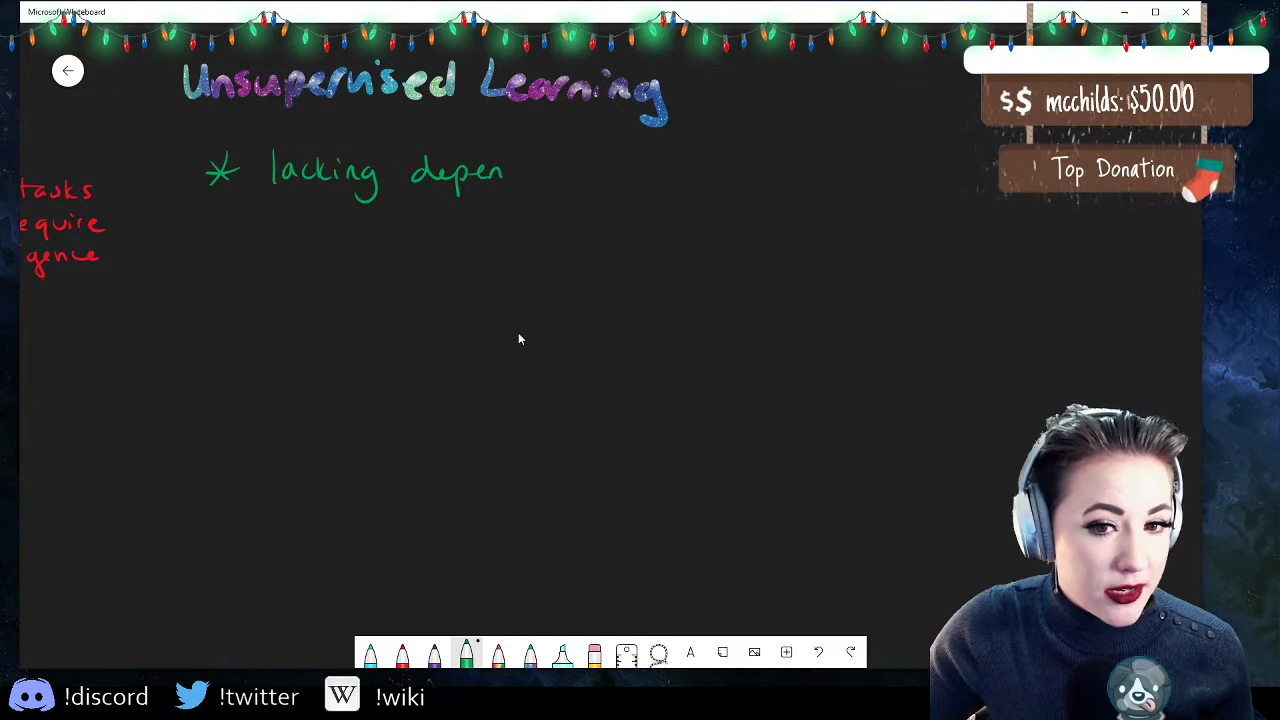 Microsoft Whiteboard
Unsupervised Learning
* lacking depen
tasks
equire
gence
$$ mcchilds: $50.00
Top Donation
A
!discord
!twitter
W !wiki